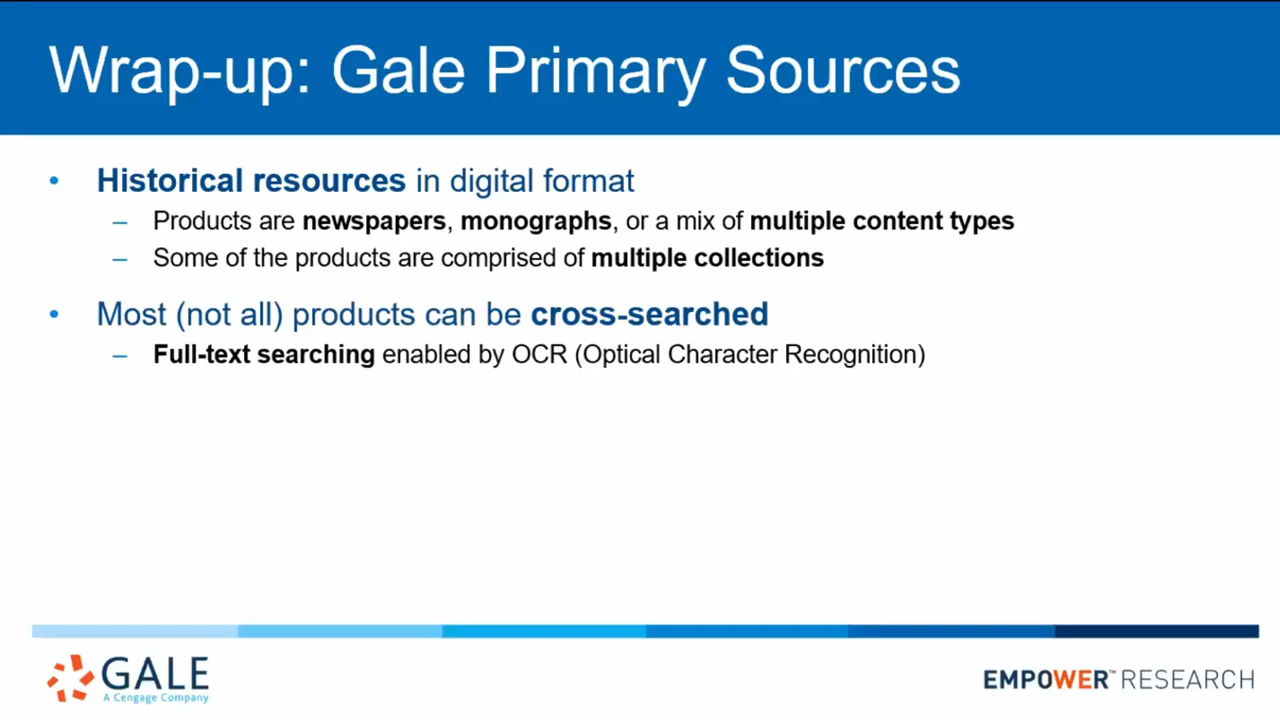 Wrap-up: Gale Primary Sources
• Historical resources in digital format
– Products are newspapers, monographs, or a mix of multiple content types
– Some of the products are comprised of multiple collections
• Most (not all) products can be cross-searched
– Full-text searching enabled by OCR (Optical Character Recognition)
GALE
A Cengage Company
EMPOWER™ RESEARCH